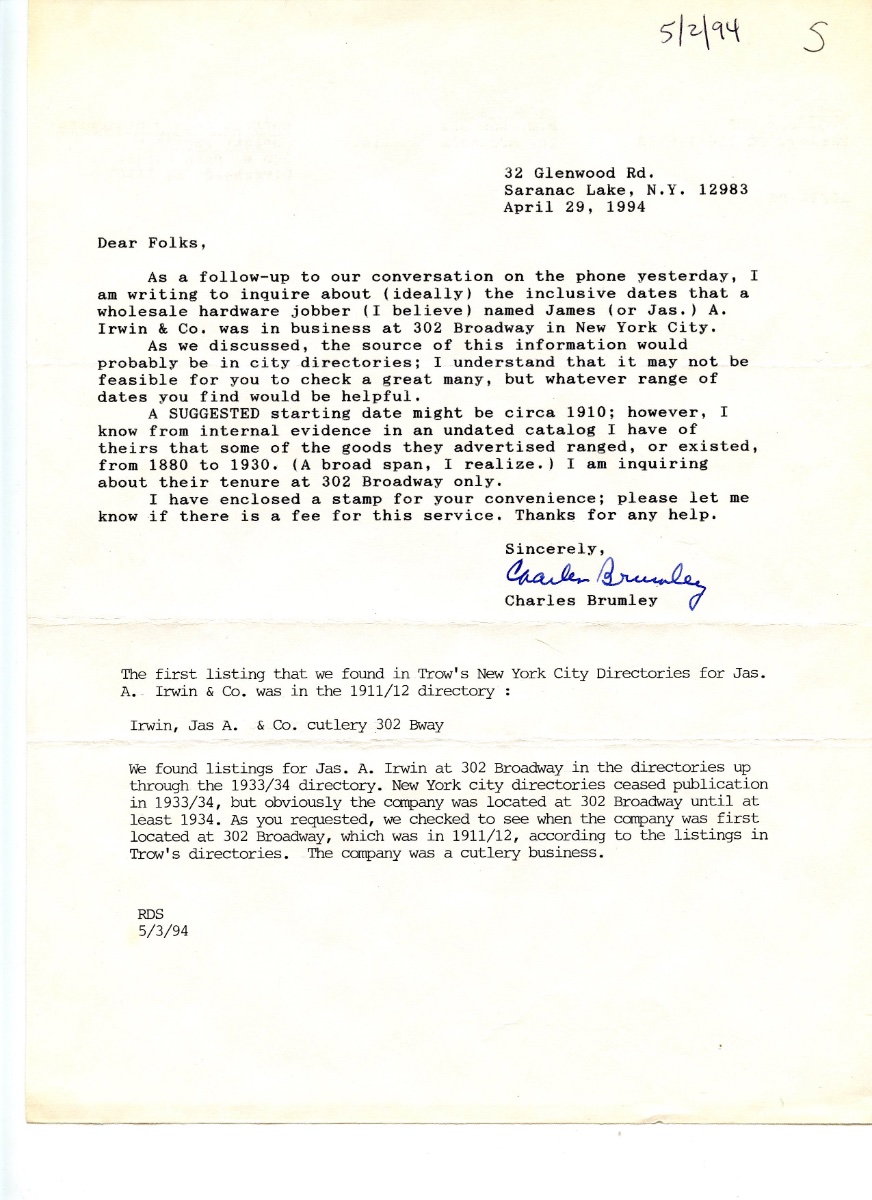 5/2/94 S
32 Glenwood Rd.
Saranac Lake, N.Y. 12983
April 29, 1994
Dear Folks,
As a follow-up to our conversation on the phone yesterday, I
am writing to inquire about (ideally) the inclusive dates that a
wholesale hardware jobber (I believe) named James (or Jas.) A.
Irwin & Co. was in business at 302 Broadway in New York City.
As we discussed, the source of this information would
probably be in city directories; I understand that it may not be
feasible for you to check a great many, but whatever range of
dates you find would be helpful.
A SUGGESTED starting date might be circa 1910; however, I
know from internal evidence in an undated catalog I have of
theirs that some of the goods they advertised ranged, or existed,
from 1880 to 1930. (A broad span, I realize.) I am inquiring
about their tenure at 302 Broadway only.
I have enclosed a stamp for your convenience; please let me
know if there is a fee for this service. Thanks for any help.
Sincerely,
Charles Brumley
Charles Brumley
The first listing that we found in Trow's New York City Directories for Jas.
A. Irwin & Co. was in the 1911/12 directory :
Irwin, Jas A. & Co. cutlery 302 Bway
We found listings for Jas. A. Irwin at 302 Broadway in the directories up
through the 1933/34 directory. New York city directories ceased publication
in 1933/34, but obviously the company was located at 302 Broadway until at
least 1934. As you requested, we checked to see when the company was first
located at 302 Broadway, which was in 1911/12, according to the listings in
Trow's directories. The company was a cutlery business.
RDS
5/3/94